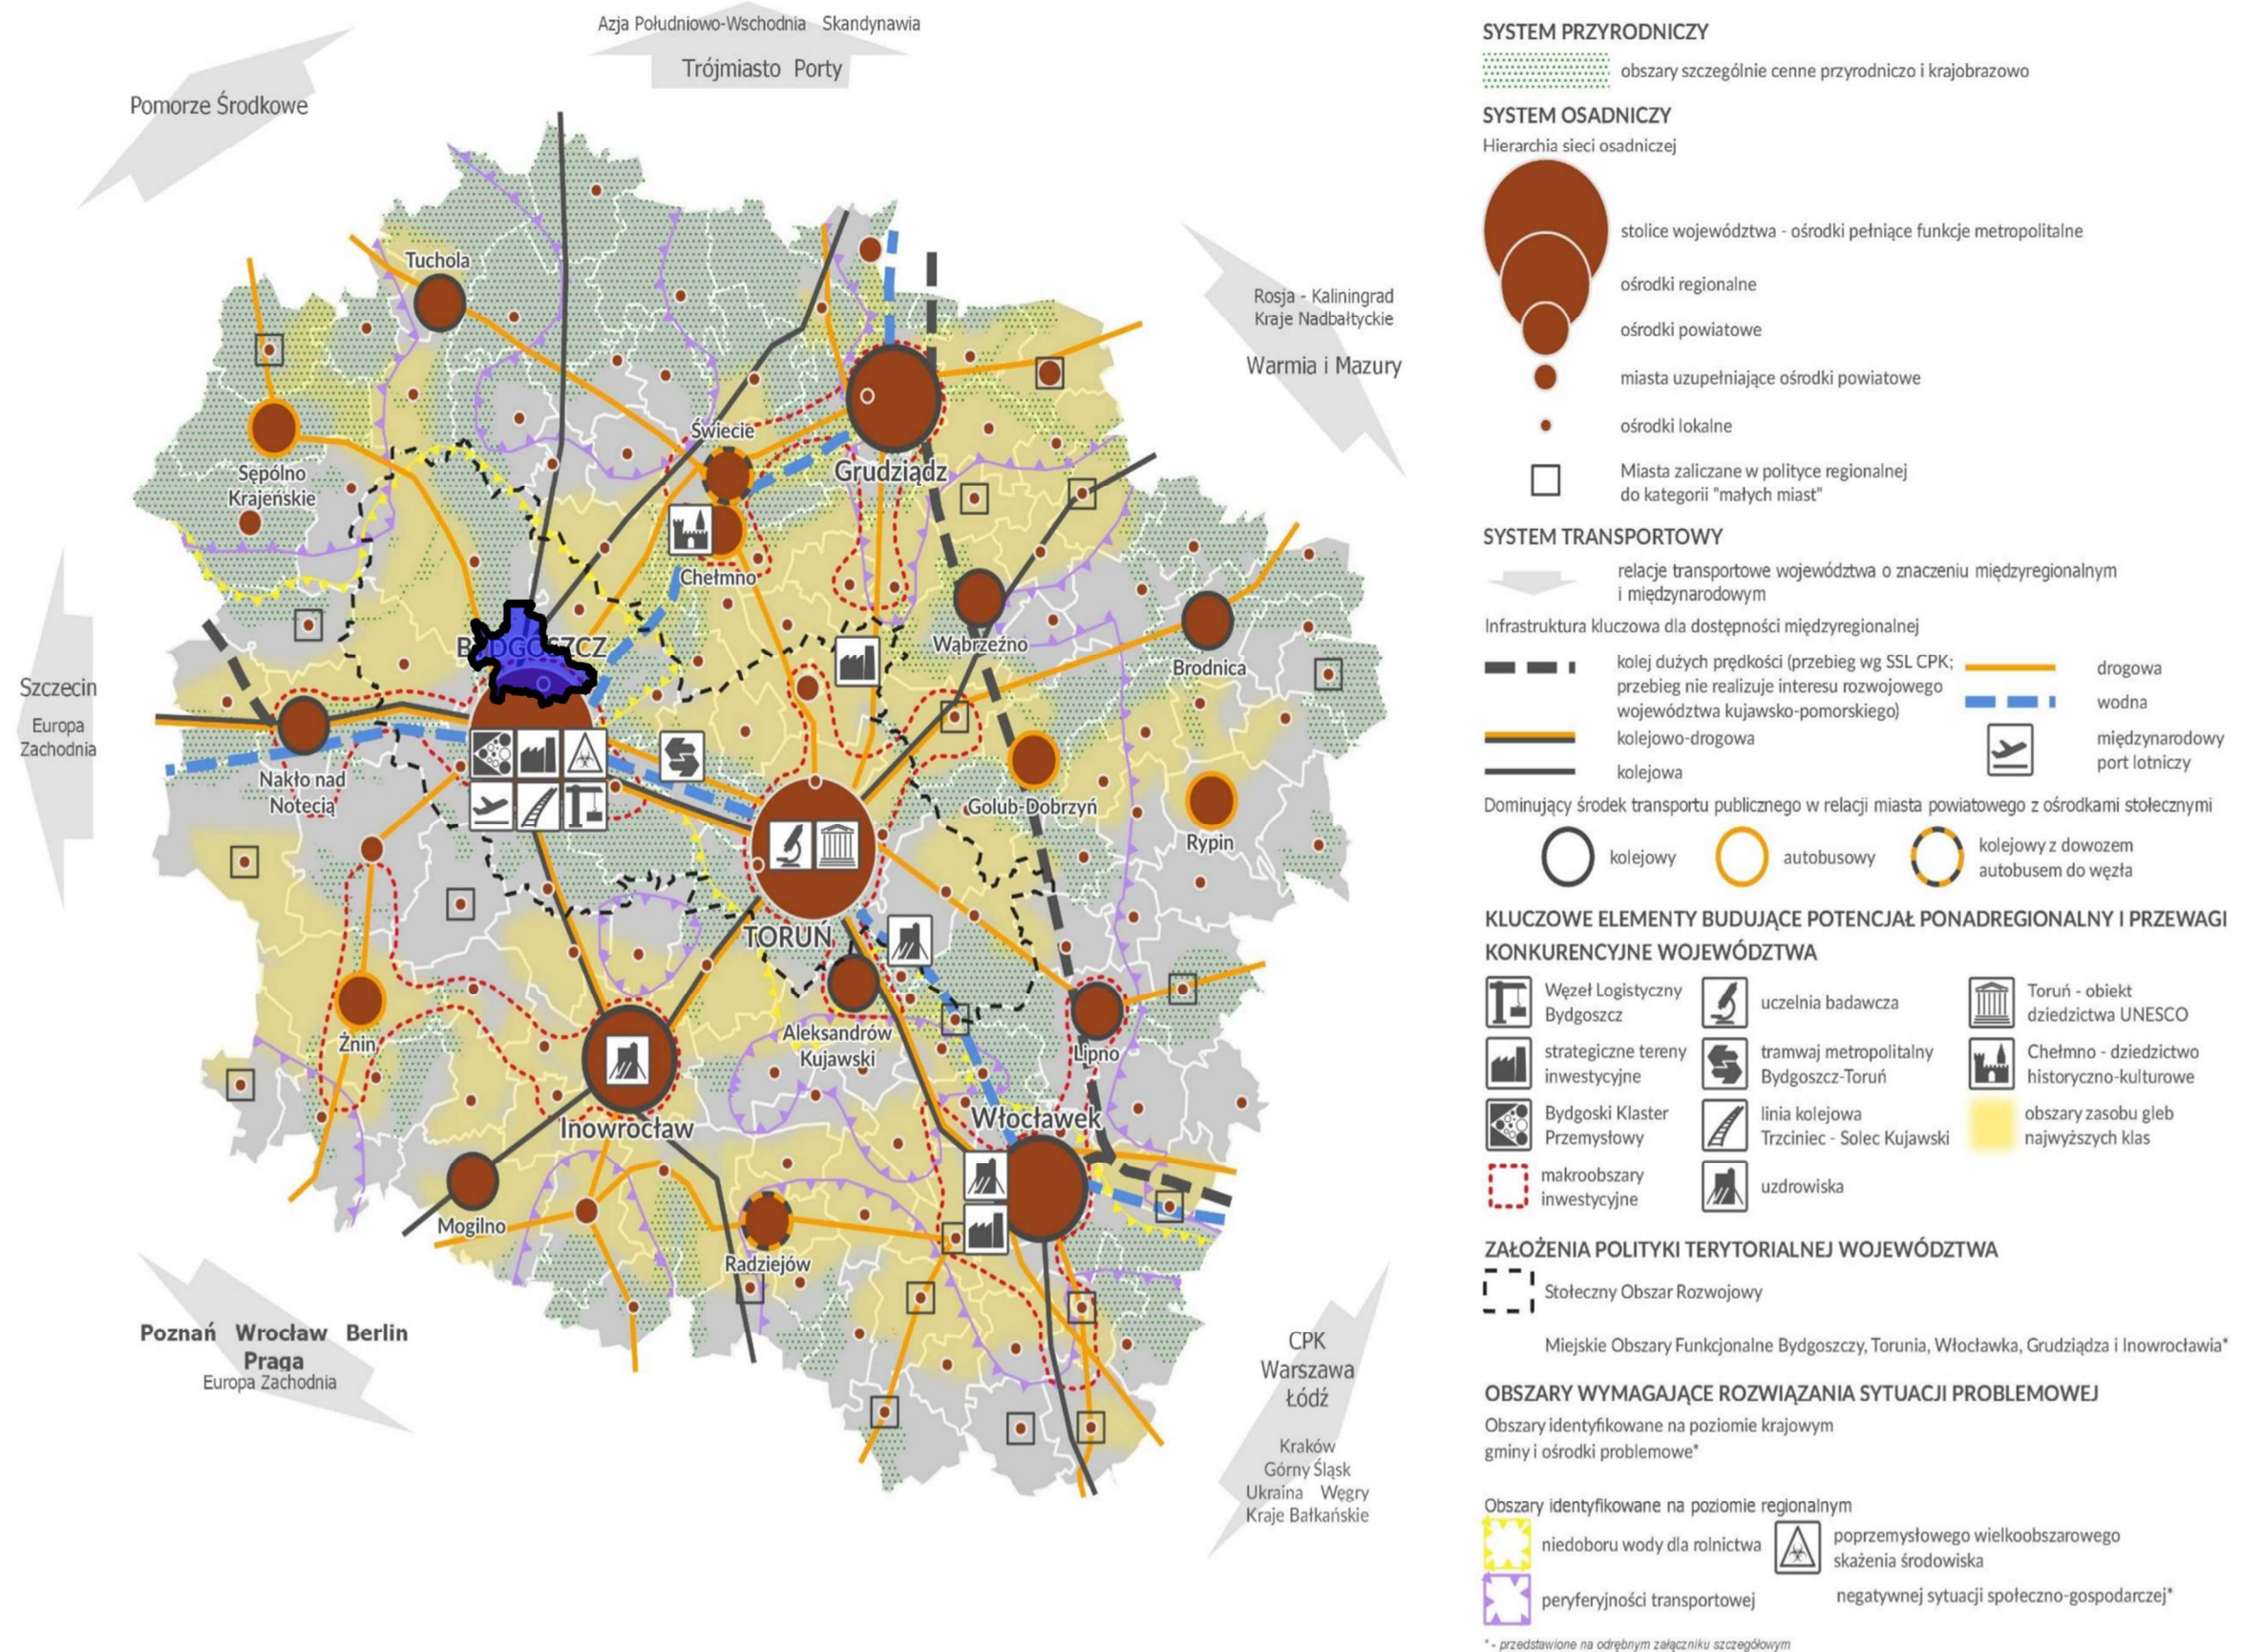 Azja Południowo-Wschodnia Skandynawia
Trójmiasto Porty
Pomorze Środkowe
Rosja - Kaliningrad
Kraje Nadbałtyckie
Warmia i Mazury
Szczecin
Europa
Zachodnia
Poznań Wrocław Berlin
Praga
Europa Zachodnia
CPK
Warszawa
Łódź
Kraków
Górny Śląsk
Ukraina Węgry
Kraje Bałkańskie
Tuchola
Świecie
Grudziądz
Sępólno
Krajeńskie
Chełmno
BYDGOSZCZ
Wąbrzeźno
Brodnica
Nakło nad
Notecią
Golub-Dobrzyń
Rypin
TORUŃ
Aleksandrów
Kujawski
Żnin
Lipno
Inowrocław
Włocławek
Mogilno
Radziejów
SYSTEM PRZYRODNICZY
obszary szczególnie cenne przyrodniczo i krajobrazowo
SYSTEM OSADNICZY
Hierarchia sieci osadniczej
stolice województwa - ośrodki pełniące funkcje metropolitalne
ośrodki regionalne
ośrodki powiatowe
miasta uzupełniające ośrodki powiatowe
ośrodki lokalne
Miasta zaliczane w polityce regionalnej
do kategorii "małych miast"
SYSTEM TRANSPORTOWY
relacje transportowe województwa o znaczeniu międzyregionalnym
i międzynarodowym
Infrastruktura kluczowa dla dostępności międzyregionalnej
kolej dużych prędkości (przebieg wg SSL CPK;
przebieg nie realizuje interesu rozwojowego
województwa kujawsko-pomorskiego)
drogowa
wodna
kolejowo-drogowa
kolejowa
międzynarodowy
port lotniczy
Dominujący środek transportu publicznego w relacji miasta powiatowego z ośrodkami stołecznymi
kolejowy
autobusowy
kolejowy z dowozem
autobusem do węzła
KLUCZOWE ELEMENTY BUDUJĄCE POTENCJAŁ PONADREGIONALNY I PRZEWAGI
KONKURENCYJNE WOJEWÓDZTWA
Węzeł Logistyczny
Bydgoszcz
uczelnia badawcza
Toruń - obiekt
dziedzictwa UNESCO
strategiczne tereny
inwestycyjne
tramwaj metropolitalny
Bydgoszcz-Toruń
Chełmno - dziedzictwo
historyczno-kulturowe
Bydgoski Klaster
Przemysłowy
linia kolejowa
Trzciniec - Solec Kujawski
obszary zasobu gleb
najwyższych klas
makroobszary
inwestycyjne
uzdrowiska
ZAŁOŻENIA POLITYKI TERYTORIALNEJ WOJEWÓDZTWA
Stołeczny Obszar Rozwojowy
Miejskie Obszary Funkcjonalne Bydgoszczy, Torunia, Włocławka, Grudziądza i Inowrocławia*
OBSZARY WYMAGAJĄCE ROZWIĄZANIA SYTUACJI PROBLEMOWEJ
Obszary identyfikowane na poziomie krajowym
gminy i ośrodki problemowe*
Obszary identyfikowane na poziomie regionalnym
niedoboru wody dla rolnictwa
poprzemysłowego wielkoobszarowego
skażenia środowiska
peryferyjności transportowej
negatywnej sytuacji społeczno-gospodarczej*
* - przedstawione na odrębnym załączniku szczegółowym